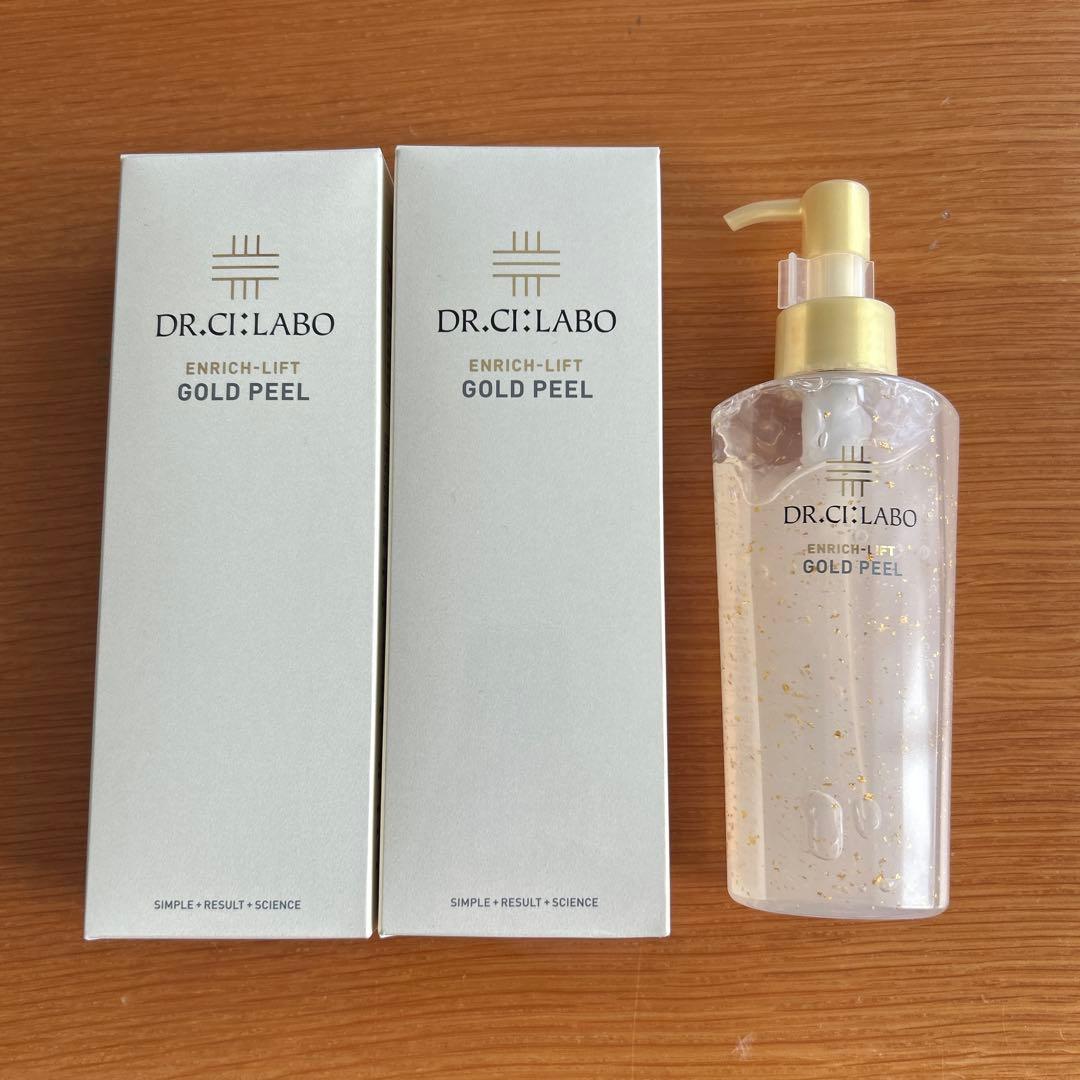 DR.CI:LABO
ENRICH-LIFT
GOLD PEEL
SIMPLE+RESULT+SCIENCE
DR.CI:LABO
ENRICH-LIFT
GOLD PEEL
SIMPLE+RESULT+SCIENCE
DR.CI:LABO
ENRICH-LIFT
GOLD PEEL